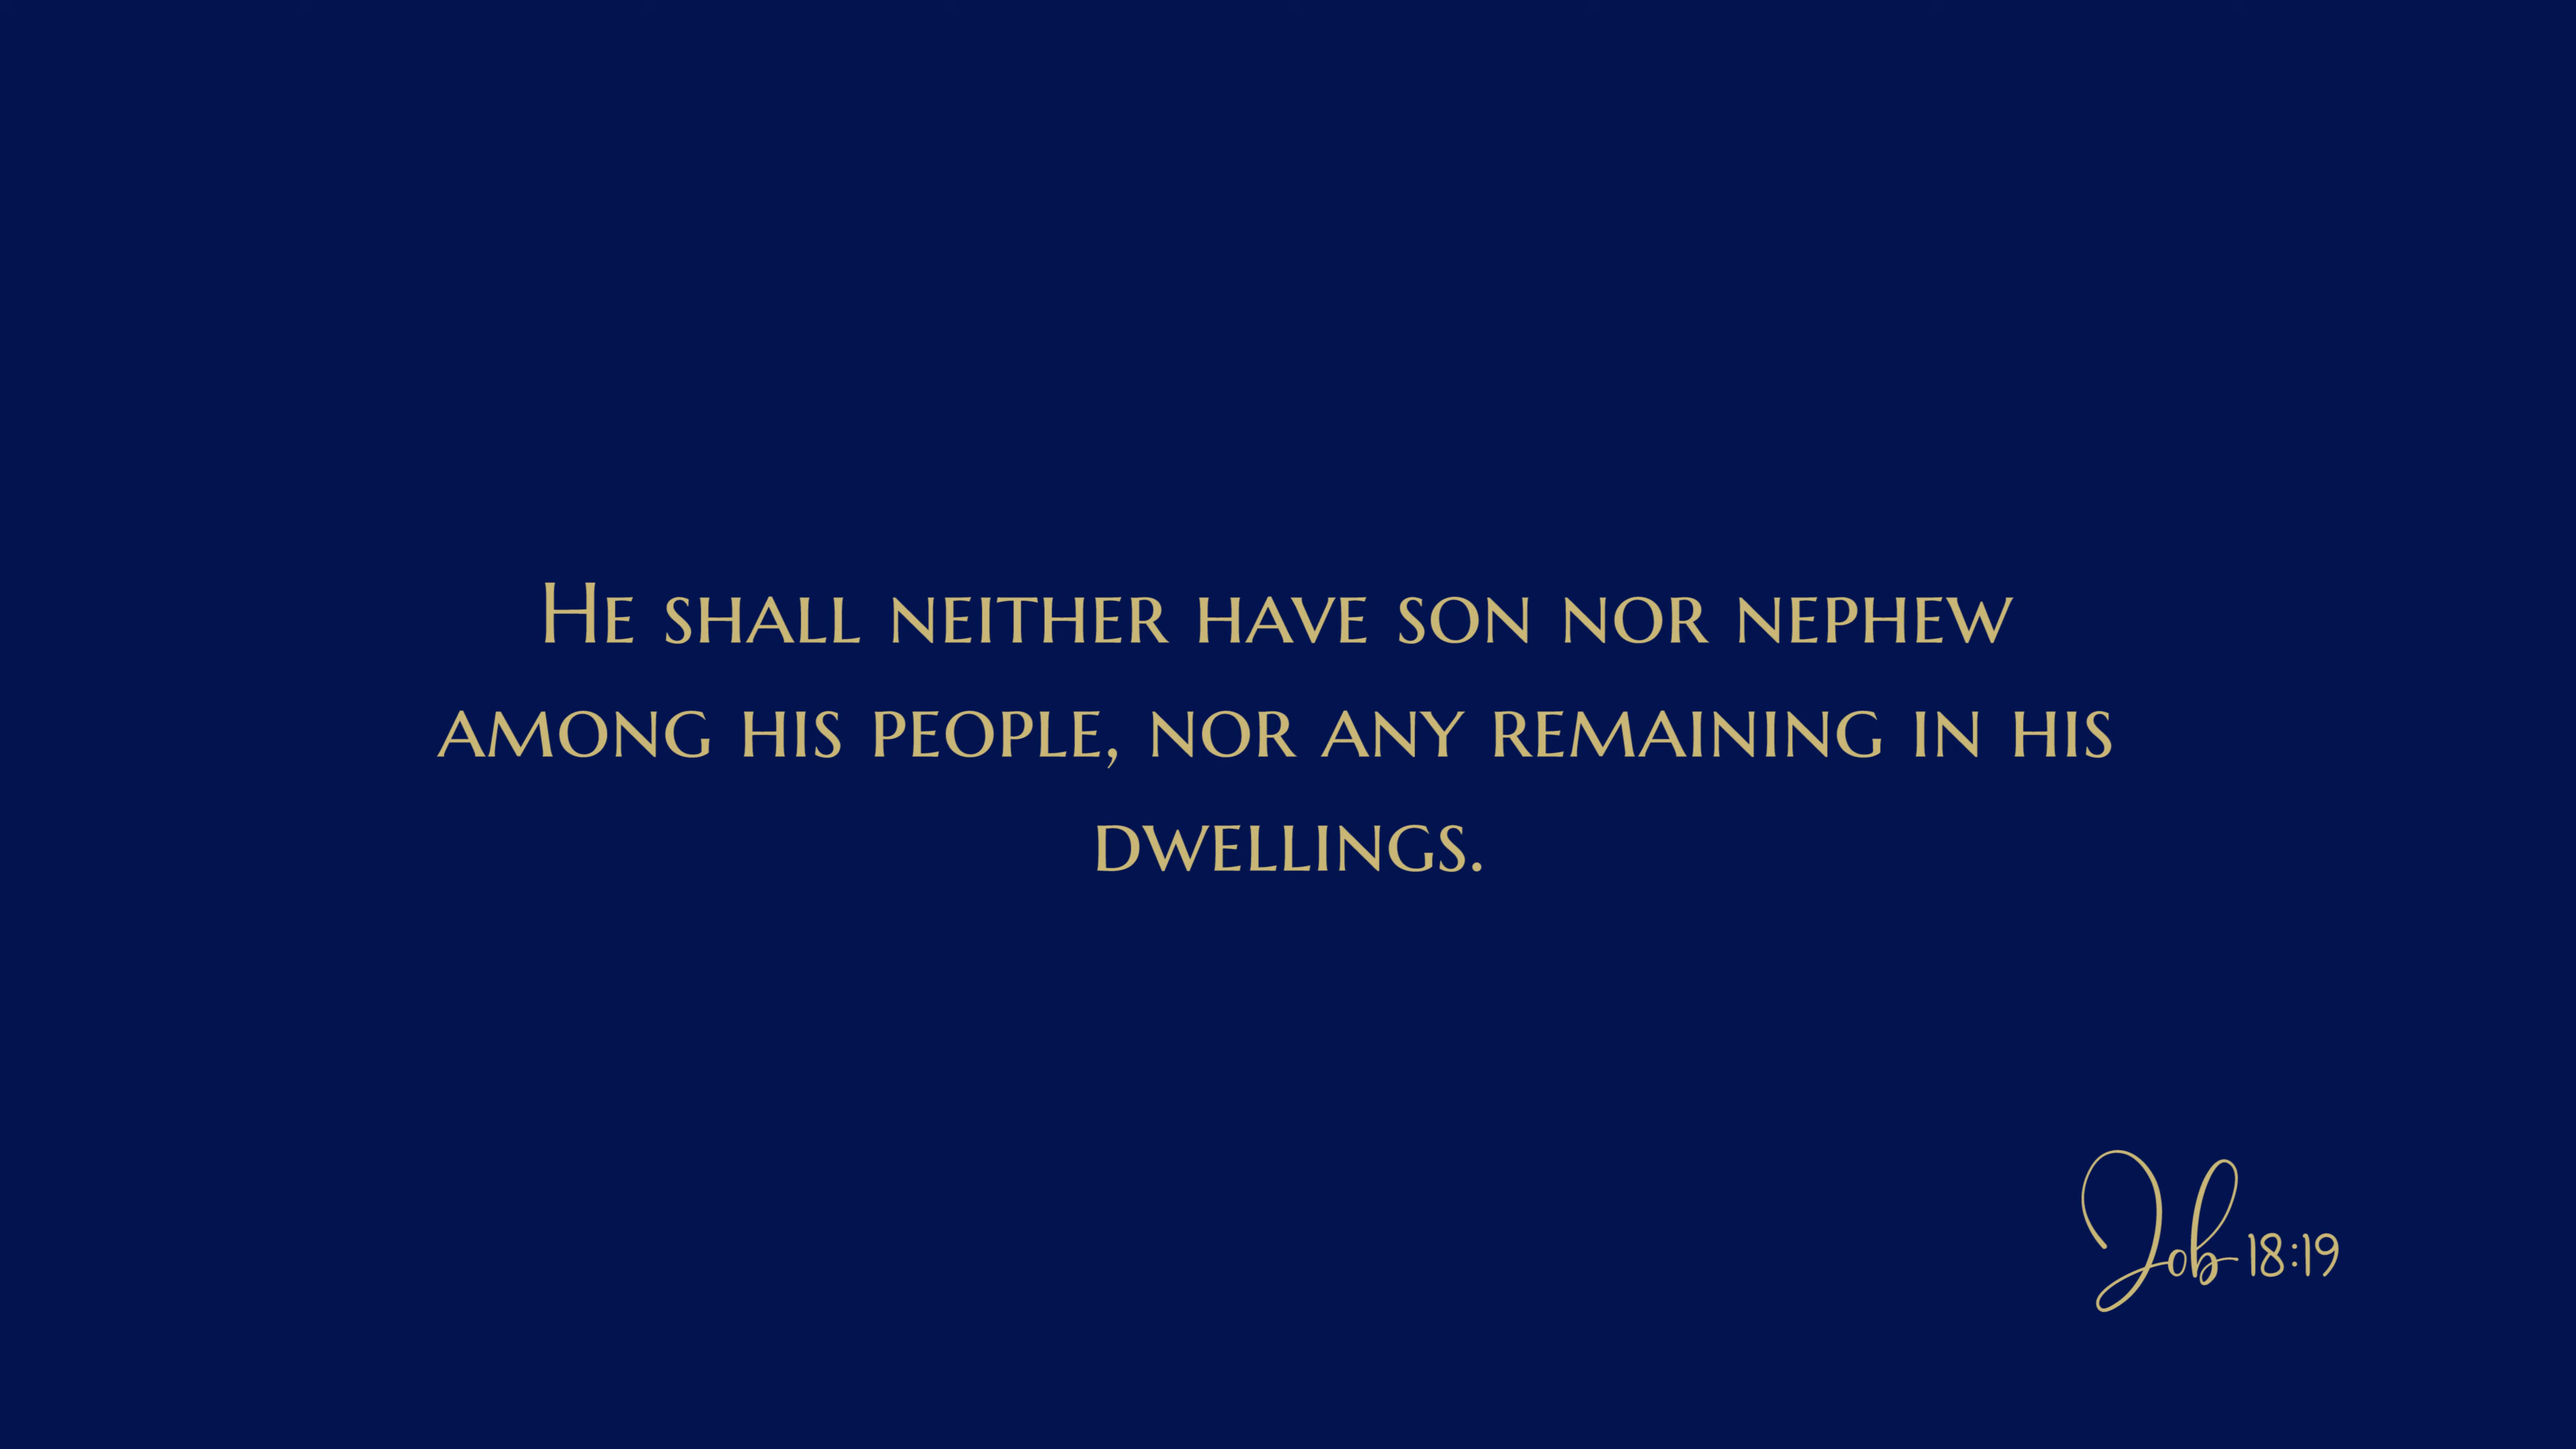 He shall neither have son nor nephew
among his people, nor any remaining in his
dwellings.
Job 18:19